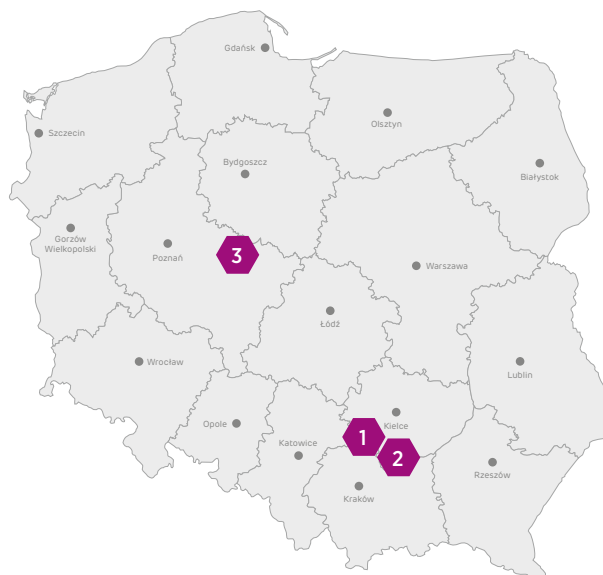 Gdańsk
Szczecin
Olsztyn
Bydgoszcz
Białystok
Gorzów
Wielkopolski
Poznań
3
Warszawa
Łódź
Wrocław
Lublin
Opole
Kielce
1
Katowice
2
Rzeszów
Kraków